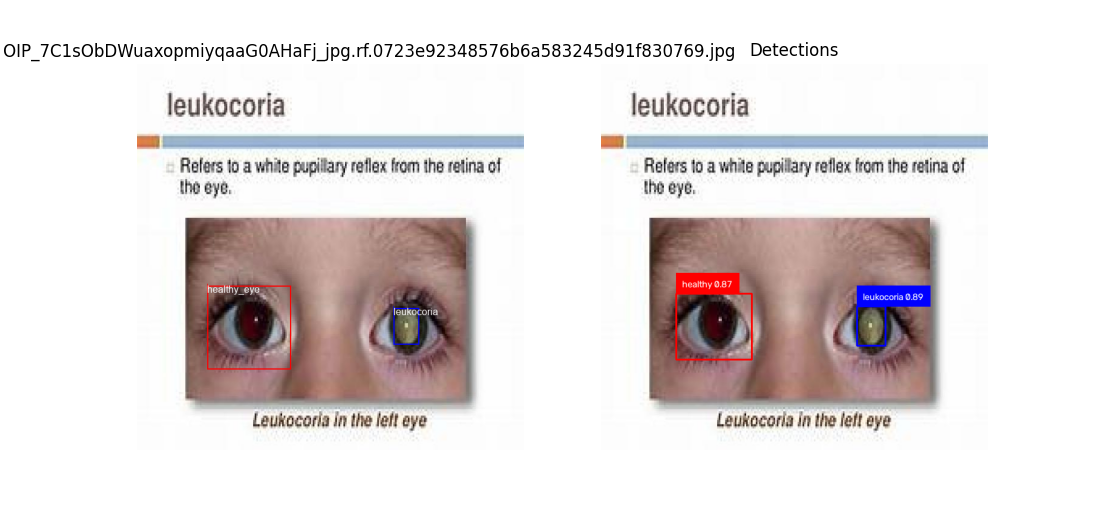 OIP_7C1sObDWuaxopmiyqaaG0AHaFj_jpg.rf.0723e92348576b6a583245d91f830769.jpg
Detections
leukocoria
Refers to a white pupillary reflex from the retina of
the eye.
healthy_eye
leukocoria
Leukocoria in the left eye
leukocoria
Refers to a white pupillary reflex from the retina of
the eye.
healthy 0.87
leukocoria 0.89
Leukocoria in the left eye